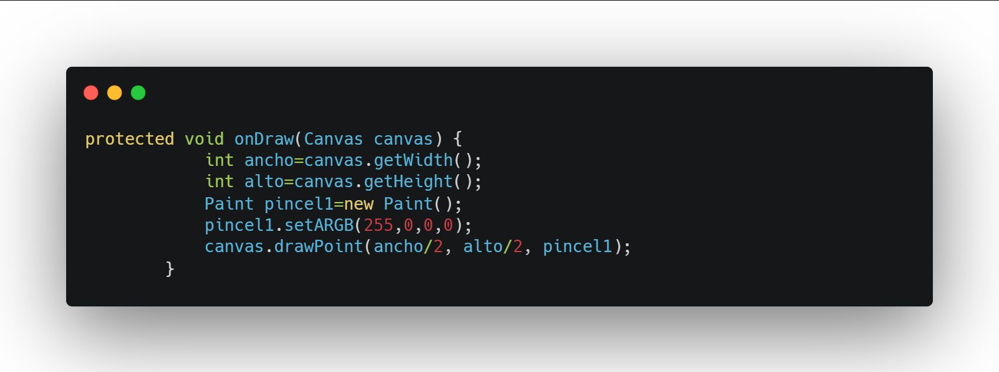 protected void onDraw(Canvas canvas) {
            int ancho=canvas.getWidth();
            int alto=canvas.getHeight();
            Paint pincel1=new Paint();
            pincel1.setARGB(255,0,0,0);
            canvas.drawPoint(ancho/2, alto/2, pincel1);
        }